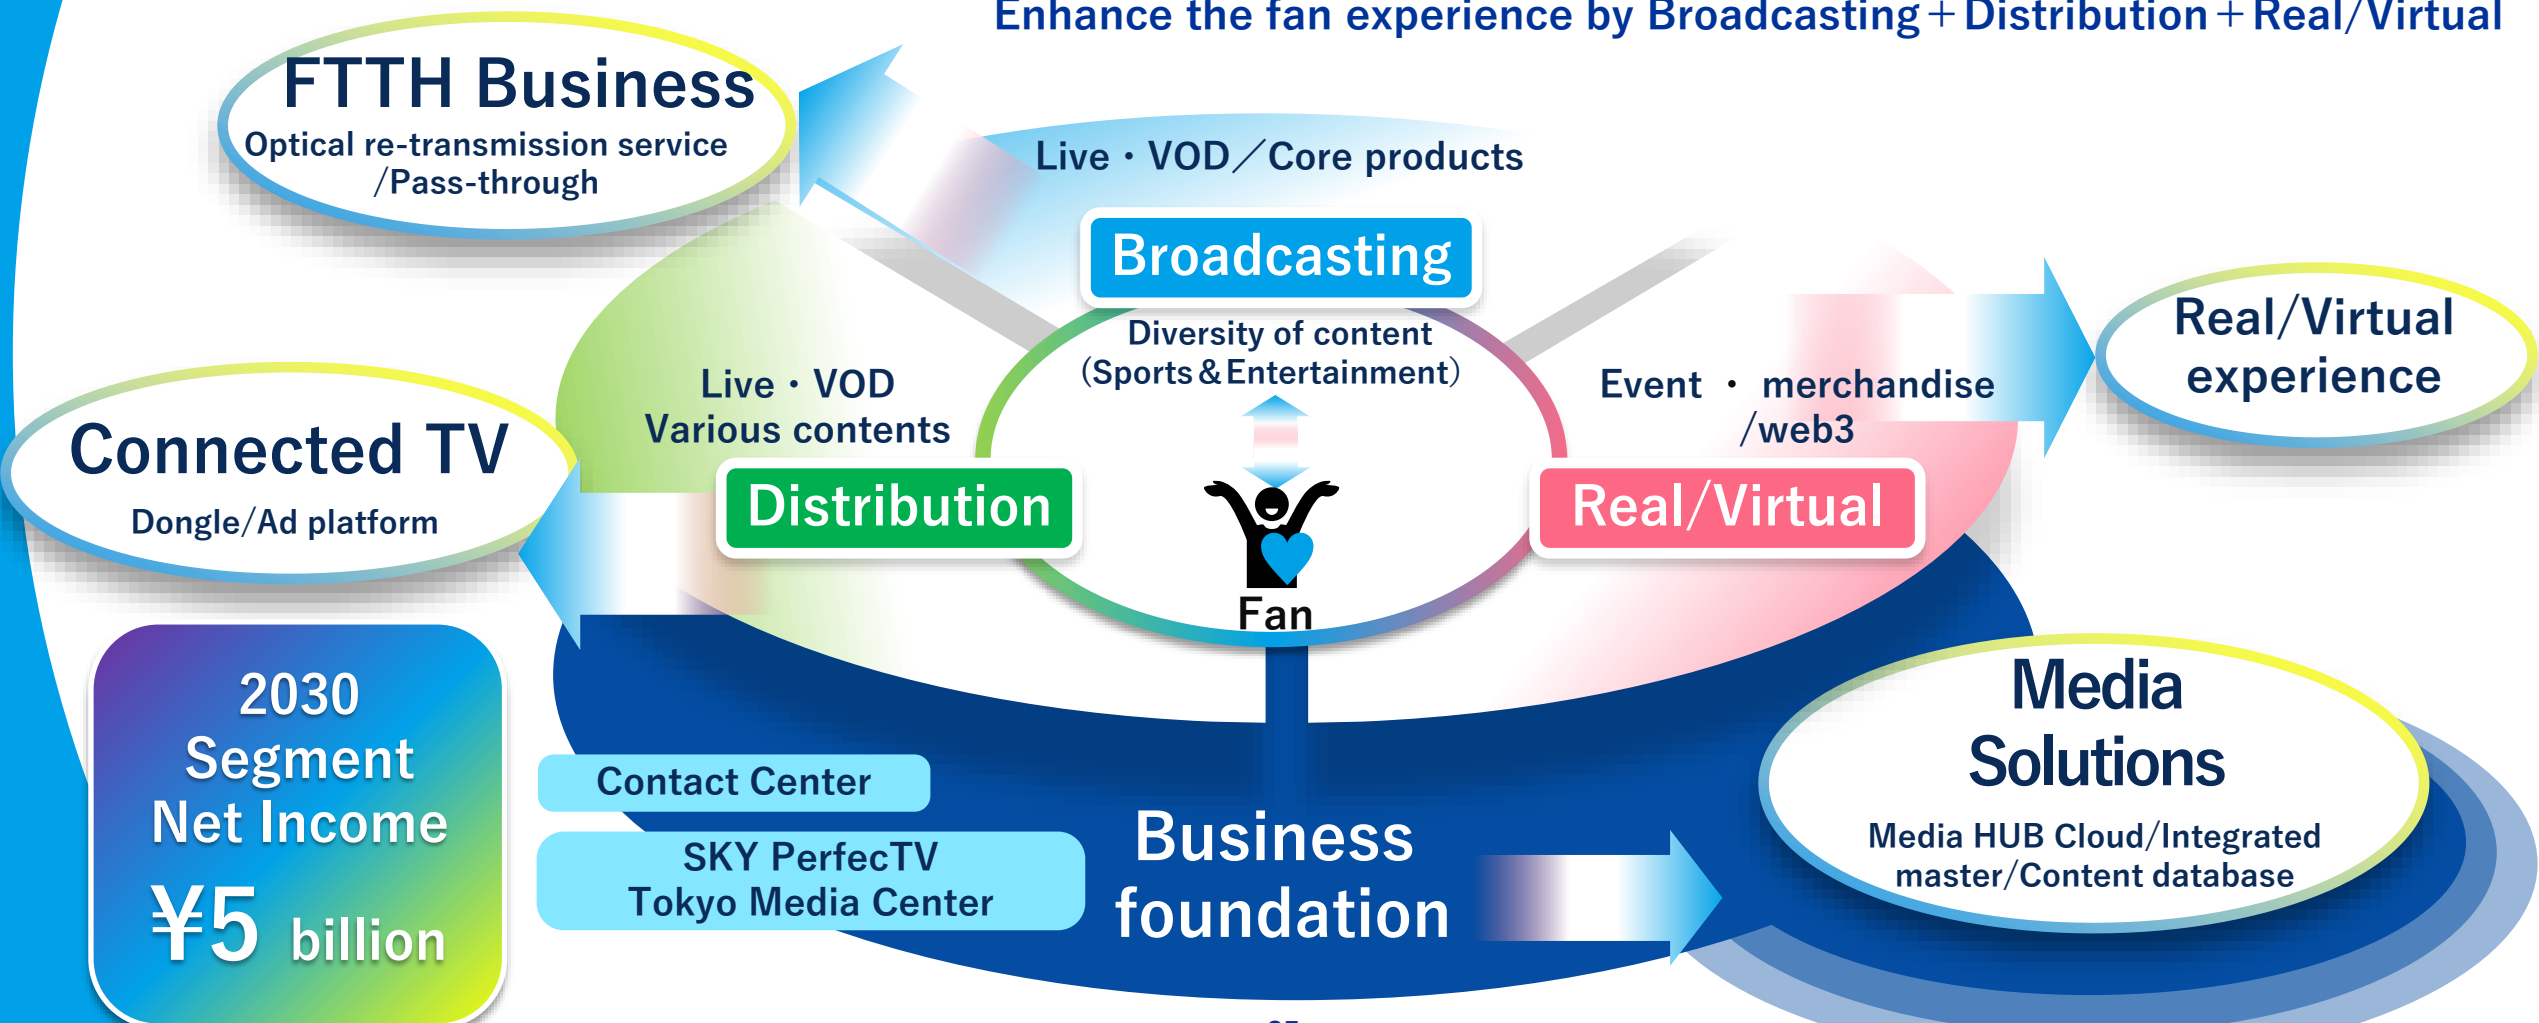 Enhance the fan experience by Broadcasting＋Distribution＋Real/Virtual
FTTH Business
Optical re-transmission service
/Pass-through
Live・VOD／Core products
Broadcasting
Diversity of content
(Sports＆Entertainment)
Real/Virtual
experience
Live・VOD
Various contents
Event ・ merchandise
/web3
Connected TV
Dongle/Ad platform
Distribution
Real/Virtual
Fan
2030
Segment
Net Income
¥5 billion
Contact Center
SKY PerfecTV
Tokyo Media Center
Business
foundation
Media
Solutions
Media HUB Cloud/Integrated
master/Content database